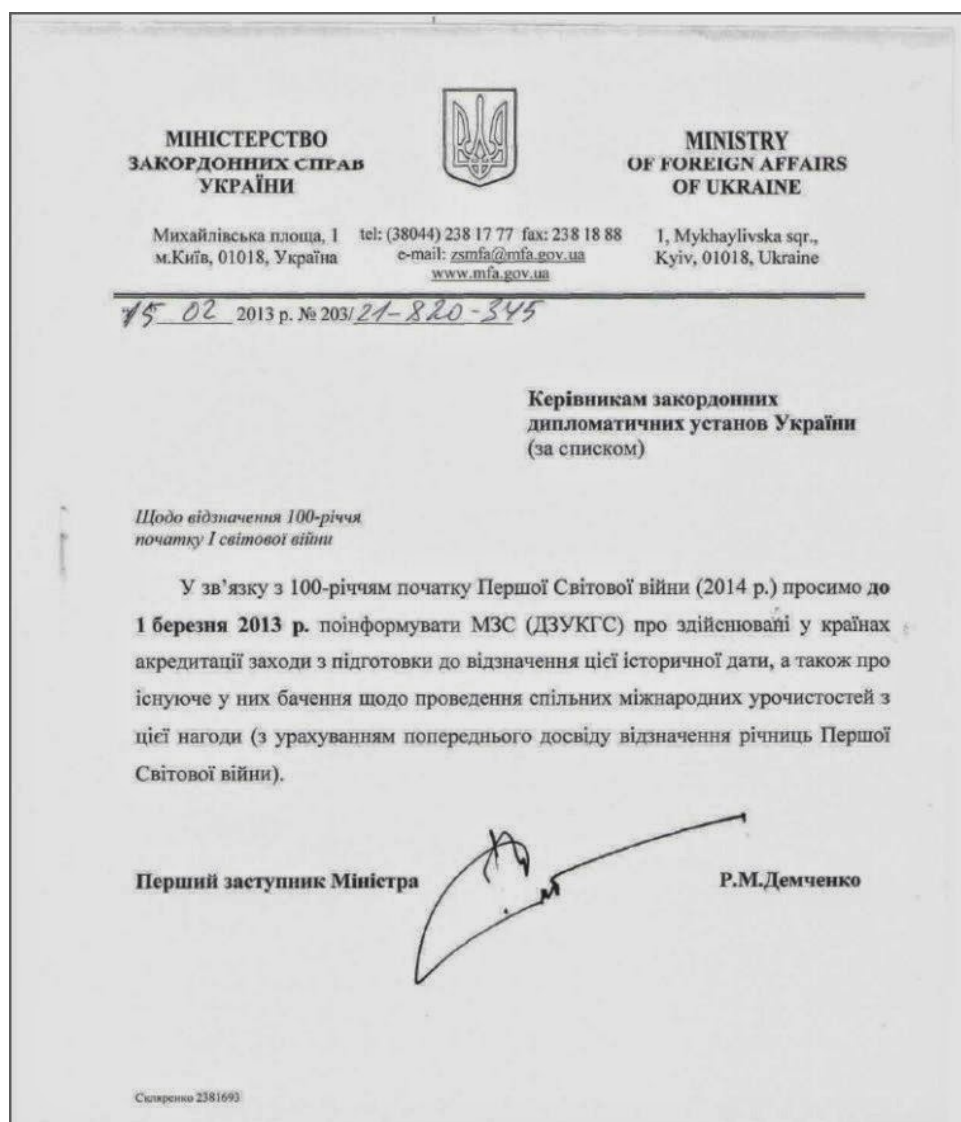 МІНІСТЕРСТВО
ЗАКОРДОННИХ СПРАВ
УКРАЇНИ
MINISTRY
OF FOREIGN AFFAIRS
OF UKRAINE
Михайлівська площа, 1
м.Київ, 01018, Україна
tel: (38044) 238 17 77 fax: 238 18 88
e-mail: zsmfa@mfa.gov.ua
www.mfa.gov.ua
1, Mykhaylivska sqr.,
Kyiv, 01018, Ukraine
15 02 2013 р. № 203/21-820-345
Керівникам закордонних
дипломатичних установ України
(за списком)
Щодо відзначення 100-річчя
початку І світової війни
У зв’язку з 100-річчям початку Першої Світової війни (2014 р.) просимо до
1 березня 2013 р. поінформувати МЗС (ДЗУКГС) про здійснювані у країнах
акредитації заходи з підготовки до відзначення цієї історичної дати, а також про
існуюче у них бачення щодо проведення спільних міжнародних урочистостей з
цієї нагоди (з урахуванням попереднього досвіду відзначення річниць Першої
Світової війни).
Перший заступник Міністра
Р.М.Демченко
Скляренко 2381693